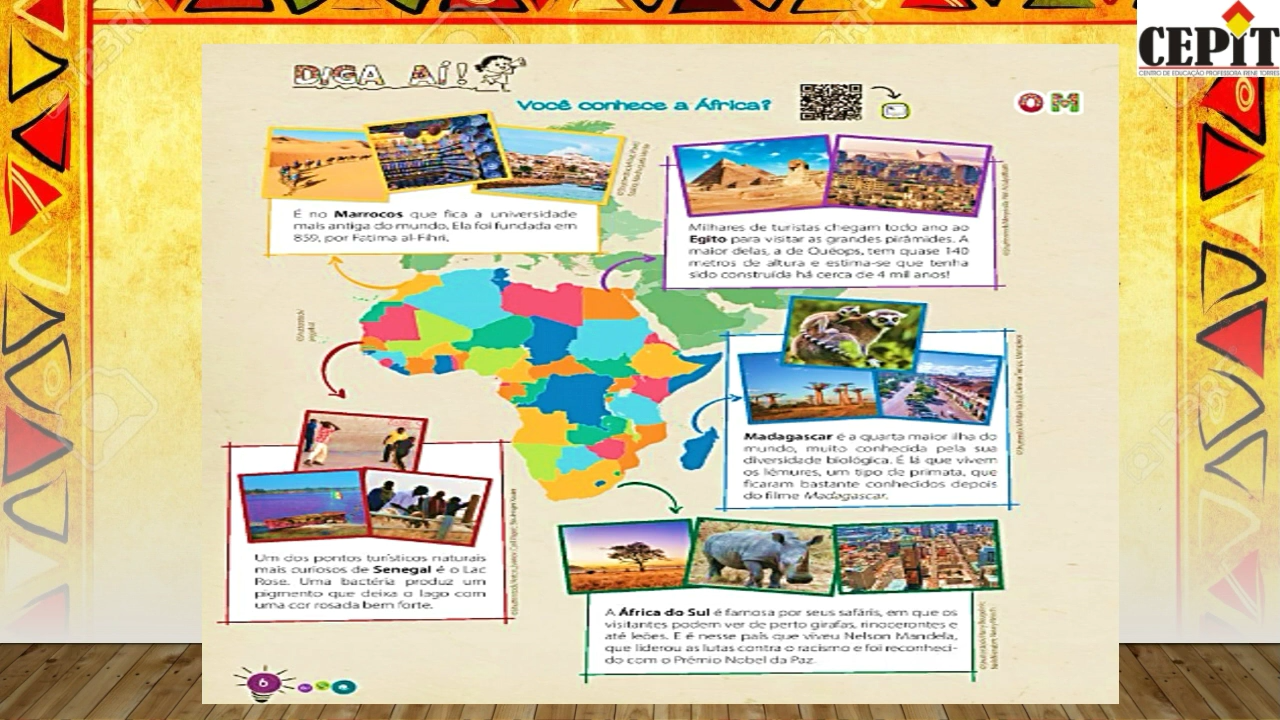 CEPIT
CENTRO DE EDUCAÇÃO PROFESSORA IRENE TORRES
DIGA AÍ!
Você conhece a África?
O M
É no Marrocos que fica a universidade
mais antiga do mundo. Ela foi fundada em
859, por Fatima al-Fihri.
Milhares de turistas chegam todo ano ao
Egito para visitar as grandes pirâmides. A
maior delas, a de Quéops, tem quase 140
metros de altura e estima-se que tenha
sido construída há cerca de 4 mil anos!
Madagascar é a quarta maior ilha do
mundo, muito conhecida pela sua
diversidade biológica. É lá que vivem
os lêmures, um tipo de primata, que
ficaram bastante conhecidos depois
do filme Madagascar.
Um dos pontos turísticos naturais
mais curiosos de Senegal é o Lac
Rose. Uma bactéria produz um
pigmento que deixa o lago com
uma cor rosada bem forte.
A África do Sul é famosa por seus safáris, em que os
visitantes podem ver de perto girafas, rinocerontes e
até leões. E é nesse país que viveu Nelson Mandela,
que liderou as lutas contra o racismo e foi reconheci-
do com o Prêmio Nobel da Paz.
6